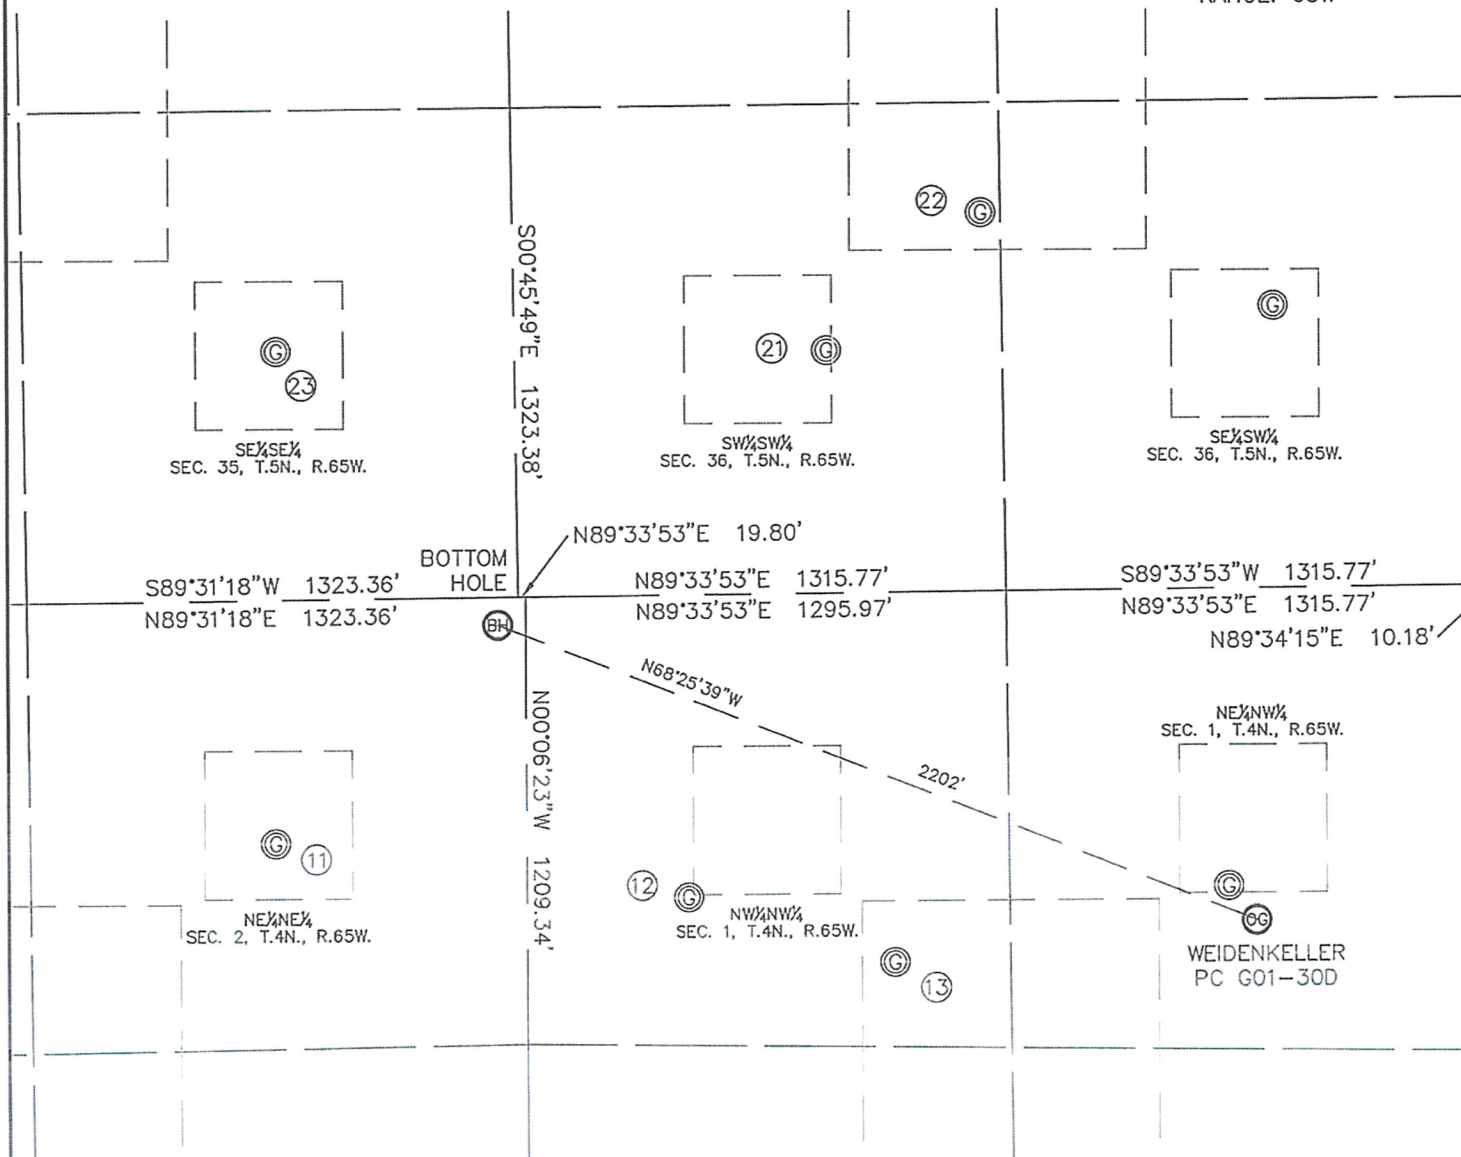 22
G
S00°45'49"E 1323.38'
G
G
23
21
G
SE¼SE¼
SEC. 35, T.5N., R.65W.
SW¼SW¼
SEC. 36, T.5N., R.65W.
SE¼SW¼
SEC. 36, T.5N., R.65W.
N89°33'53"E 19.80'
BOTTOM
HOLE
S89°31'18"W 1323.36'
N89°31'18"E 1323.36'
N89°33'53"E 1315.77'
N89°33'53"E 1295.97'
S89°33'53"W 1315.77'
N89°33'53"E 1315.77'
N89°34'15"E 10.18'
BH
N68°25'39"W
2202'
N00°06'23"W 1209.34'
NE¼NW¼
SEC. 1, T.4N., R.65W.
G
11
12
G
G
NE¼NE¼
SEC. 2, T.4N., R.65W.
NW¼NW¼
SEC. 1, T.4N., R.65W.
OG
WEIDENKELLER
PC G01-30D
G
13